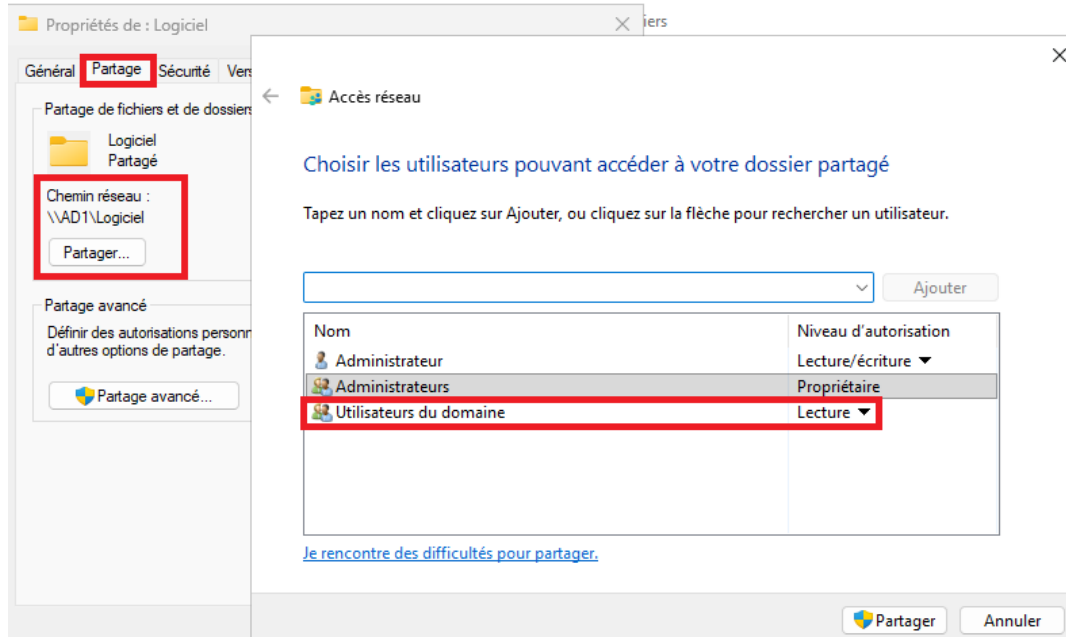 Propriétés de : Logiciel
iers
Général Partage Sécurité Ver
Partage de fichiers et de dossiers
Logiciel
Partagé
Chemin réseau :
\\AD1\Logiciel
Partager...
Partage avancé
Définir des autorisations personn
d'autres options de partage.
Partage avancé...
Accès réseau
Choisir les utilisateurs pouvant accéder à votre dossier partagé
Tapez un nom et cliquez sur Ajouter, ou cliquez sur la flèche pour rechercher un utilisateur.
Ajouter
Nom Niveau d'autorisation
Administrateur Lecture/écriture
Administrateurs Propriétaire
Utilisateurs du domaine Lecture
Je rencontre des difficultés pour partager.
Partager Annuler